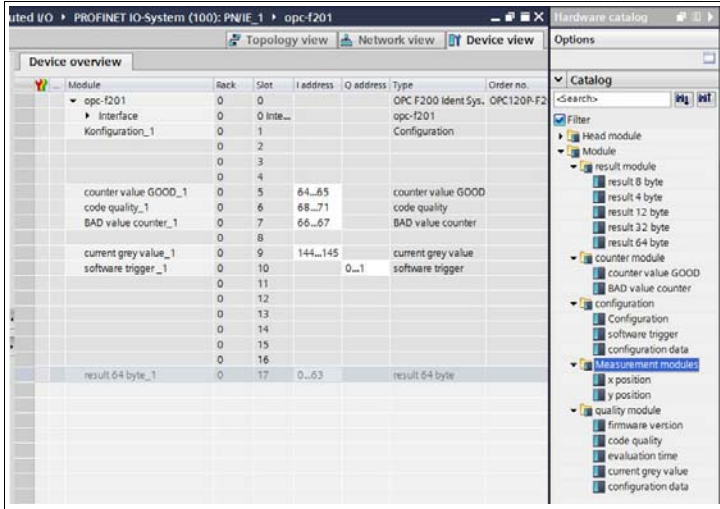 uted I/O ▸ PROFINET IO-System (100): PN/IE_1 ▸ opc-f201
Topology view Network view Device view
Device overview
... Module Rack Slot I address Q address Type Order no.
opc-f201 0 0 OPC F200 Ident Sys. OPC120P-F2
Interface 0 0 Inte... opc-f201
Konfiguration_1 0 1 Configuration
0 2
0 3
0 4
counter value GOOD_1 0 5 64...65 counter value GOOD
code quality_1 0 6 68...71 code quality
BAD value counter_1 0 7 66...67 BAD value counter
0 8
current grey value_1 0 9 144...145 current grey value
software trigger _1 0 10 0...1 software trigger
0 11
0 12
0 13
0 14
0 15
0 16
result 64 byte_1 0 17 0...63 result 64 byte
Hardware catalog
Options
Catalog
<Search>
Filter
Head module
Module
result module
result 8 byte
result 4 byte
result 12 byte
result 32 byte
result 64 byte
counter module
counter value GOOD
BAD value counter
configuration
Configuration
software trigger
configuration data
Measurement modules
x position
y position
quality module
firmware version
code quality
evaluation time
current grey value
configuration data